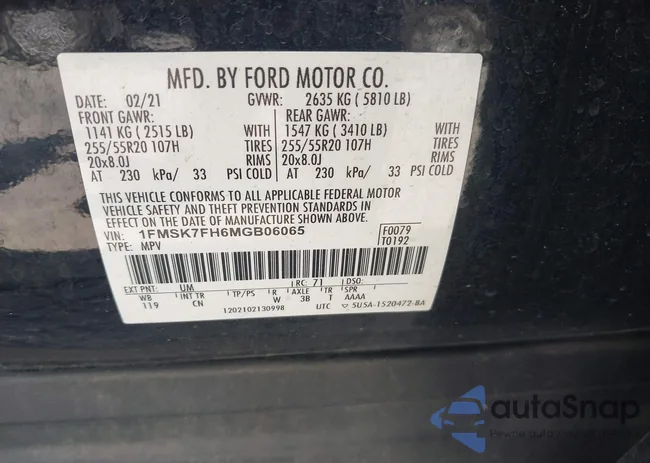 MFD. BY FORD MOTOR CO.
DATE: 02/21 GVWR: 2635 KG ( 5810 LB)
FRONT GAWR: REAR GAWR:
1141 KG ( 2515 LB) 1547 KG ( 3410 LB) WITH
255/55R20 107H TIRES 255/55R20 107H TIRES
20x8.0J RIMS 20x8.0J RIMS
AT 230 kPa/ 33 PSI COLD AT 230 kPa/ 33 PSI COLD
THIS VEHICLE CONFORMS TO ALL APPLICABLE FEDERAL MOTOR
VEHICLE SAFETY AND THEFT PREVENTION STANDARDS IN
EFFECT ON THE DATE OF MANUFACTURE SHOWN ABOVE.
VIN: 1FMSK7FH6MGB06065 F0079
TYPE: MPV T0192
EXT PNT: UM RC: 71 DSO:
WB INT TR TP/PS R AXLE TR SPR
119 CN W 38 T AAAA
1202102130998 UTC 5U5A-1520472-BA
autoSnap